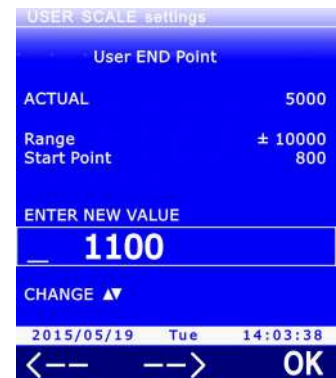 USER SCALE settings
User END Point
ACTUAL 5000
Range ± 10000
Start Point 800
ENTER NEW VALUE
_ 1100
CHANGE ▲▼
2015/05/19 Tue 14:03:38
<-- --> OK